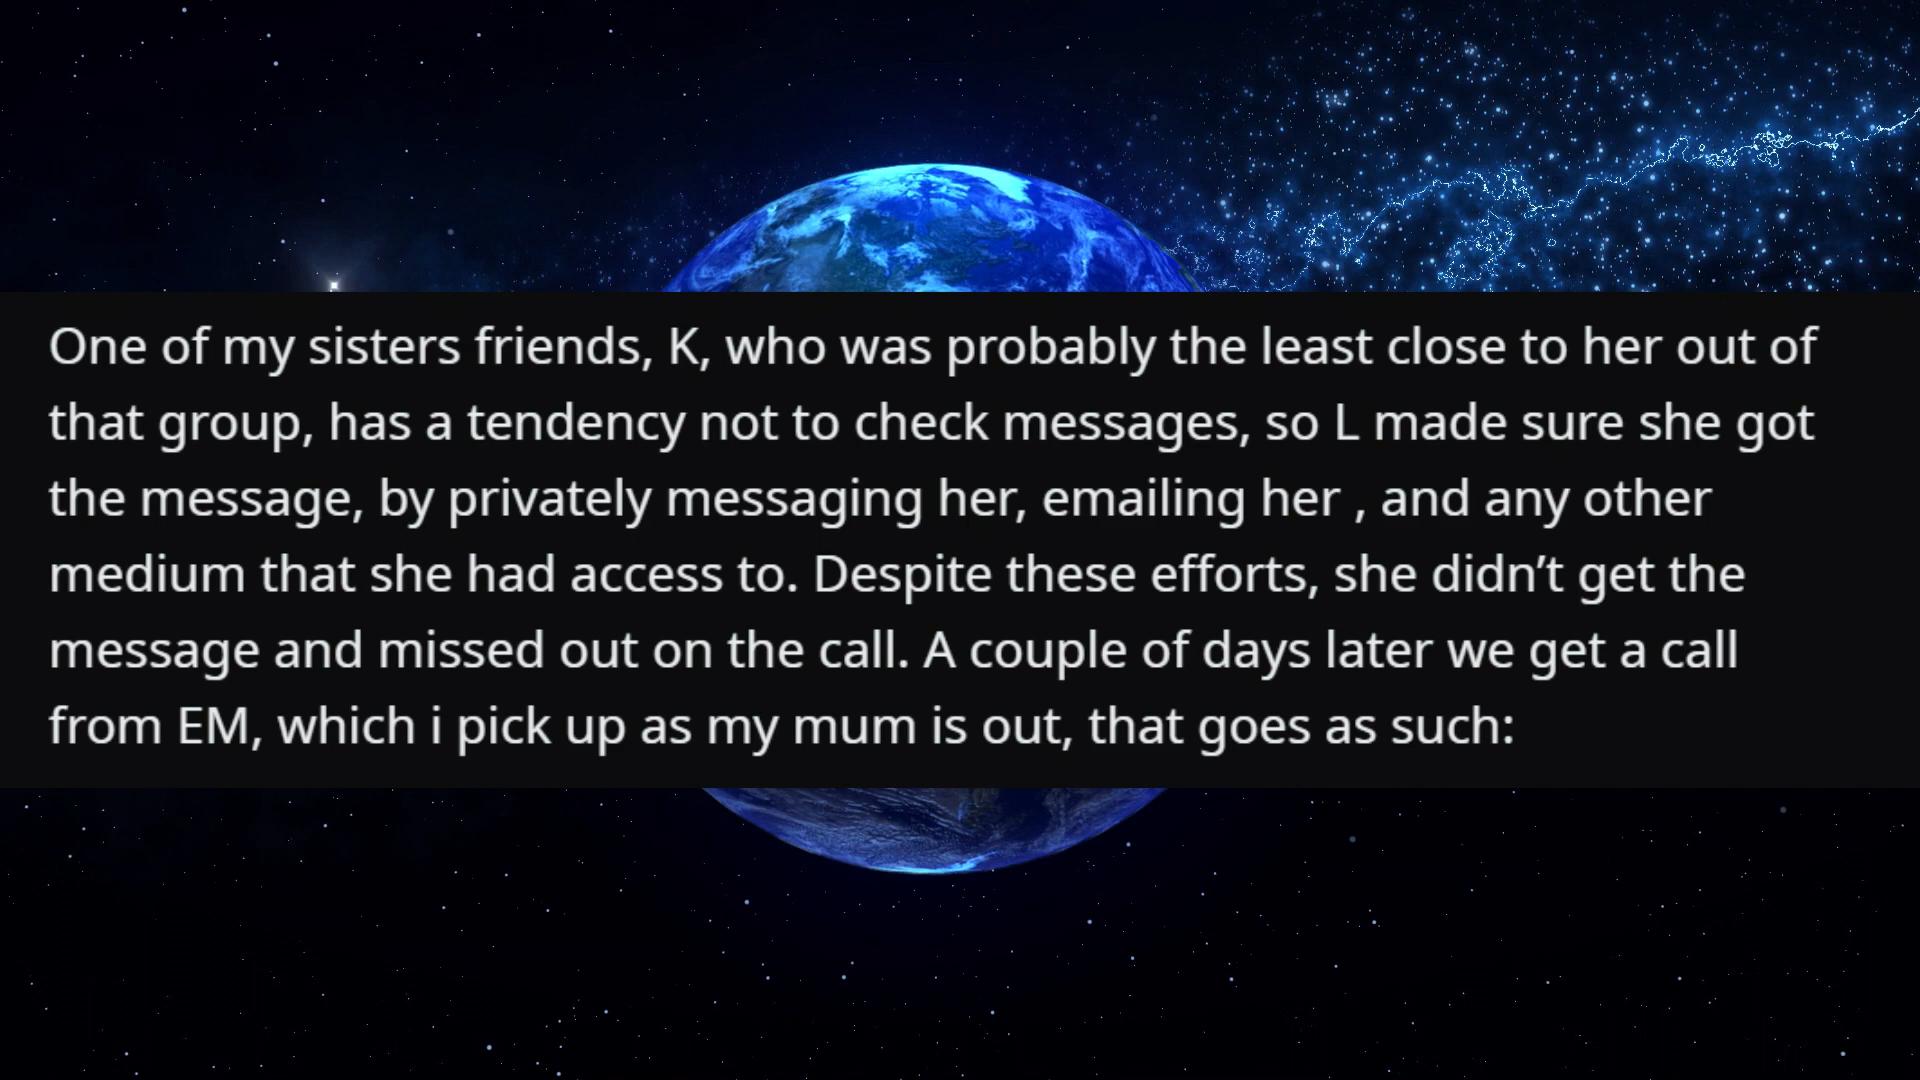 One of my sisters friends, K, who was probably the least close to her out of
that group, has a tendency not to check messages, so L made sure she got
the message, by privately messaging her, emailing her , and any other
medium that she had access to. Despite these efforts, she didn’t get the
message and missed out on the call. A couple of days later we get a call
from EM, which i pick up as my mum is out, that goes as such: